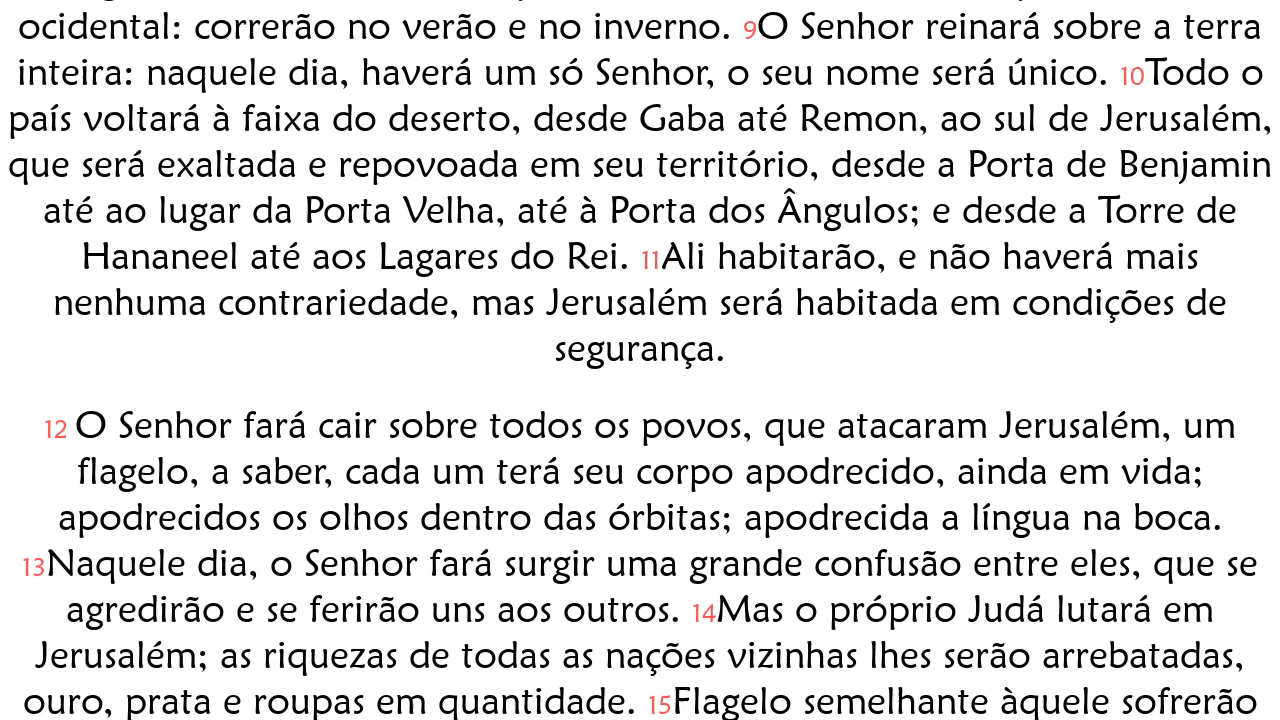 ocidental: correrão no verão e no inverno. 9O Senhor reinará sobre a terra
inteira: naquele dia, haverá um só Senhor, o seu nome será único. 10Todo o
país voltará à faixa do deserto, desde Gaba até Remon, ao sul de Jerusalém,
que será exaltada e repovoada em seu território, desde a Porta de Benjamin
até ao lugar da Porta Velha, até à Porta dos Ângulos; e desde a Torre de
Hananeel até aos Lagares do Rei. 11Ali habitarão, e não haverá mais
nenhuma contrariedade, mas Jerusalém será habitada em condições de
segurança.
12 O Senhor fará cair sobre todos os povos, que atacaram Jerusalém, um
flagelo, a saber, cada um terá seu corpo apodrecido, ainda em vida;
apodrecidos os olhos dentro das órbitas; apodrecida a língua na boca.
13Naquele dia, o Senhor fará surgir uma grande confusão entre eles, que se
agredirão e se ferirão uns aos outros. 14Mas o próprio Judá lutará em
Jerusalém; as riquezas de todas as nações vizinhas lhes serão arrebatadas,
ouro, prata e roupas em quantidade. 15Flagelo semelhante àquele sofrerão